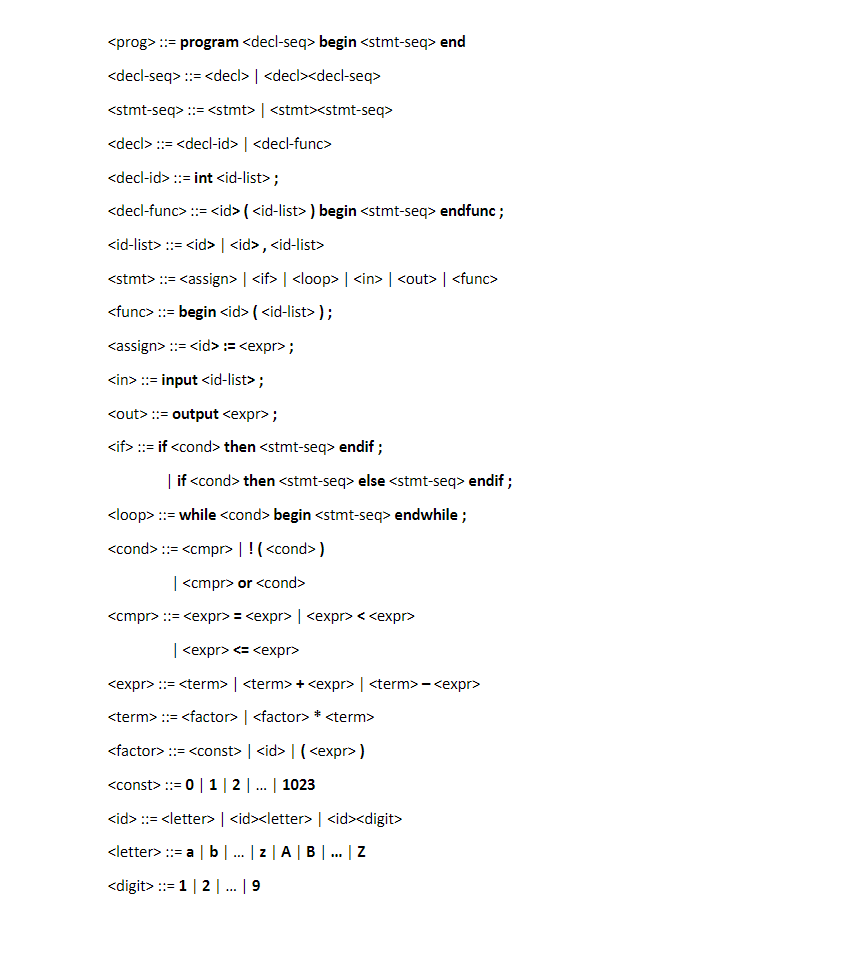 <prog> ::= program <decl-seq> begin <stmt-seq> end
<decl-seq> ::= <decl> | <decl><decl-seq>
<stmt-seq> ::= <stmt> | <stmt><stmt-seq>
<decl> ::= <decl-id> | <decl-func>
<decl-id> ::= int <id-list> ;
<decl-func> ::= <id> ( <id-list> ) begin <stmt-seq> endfunc ;
<id-list> ::= <id> | <id> , <id-list>
<stmt> ::= <assign> | <if> | <loop> | <in> | <out> | <func>
<func> ::= begin <id> ( <id-list> ) ;
<assign> ::= <id> := <expr> ;
<in> ::= input <id-list> ;
<out> ::= output <expr> ;
<if> ::= if <cond> then <stmt-seq> endif ;
| if <cond> then <stmt-seq> else <stmt-seq> endif ;
<loop> ::= while <cond> begin <stmt-seq> endwhile ;
<cond> ::= <cmpr> | ! ( <cond> )
| <cmpr> or <cond>
<cmpr> ::= <expr> = <expr> | <expr> < <expr>
| <expr> <= <expr>
<expr> ::= <term> | <term> + <expr> | <term> – <expr>
<term> ::= <factor> | <factor> * <term>
<factor> ::= <const> | <id> | ( <expr> )
<const> ::= 0 | 1 | 2 | … | 1023
<id> ::= <letter> | <id><letter> | <id><digit>
<letter> ::= a | b | … | z | A | B | … | Z
<digit> ::= 1 | 2 | … | 9